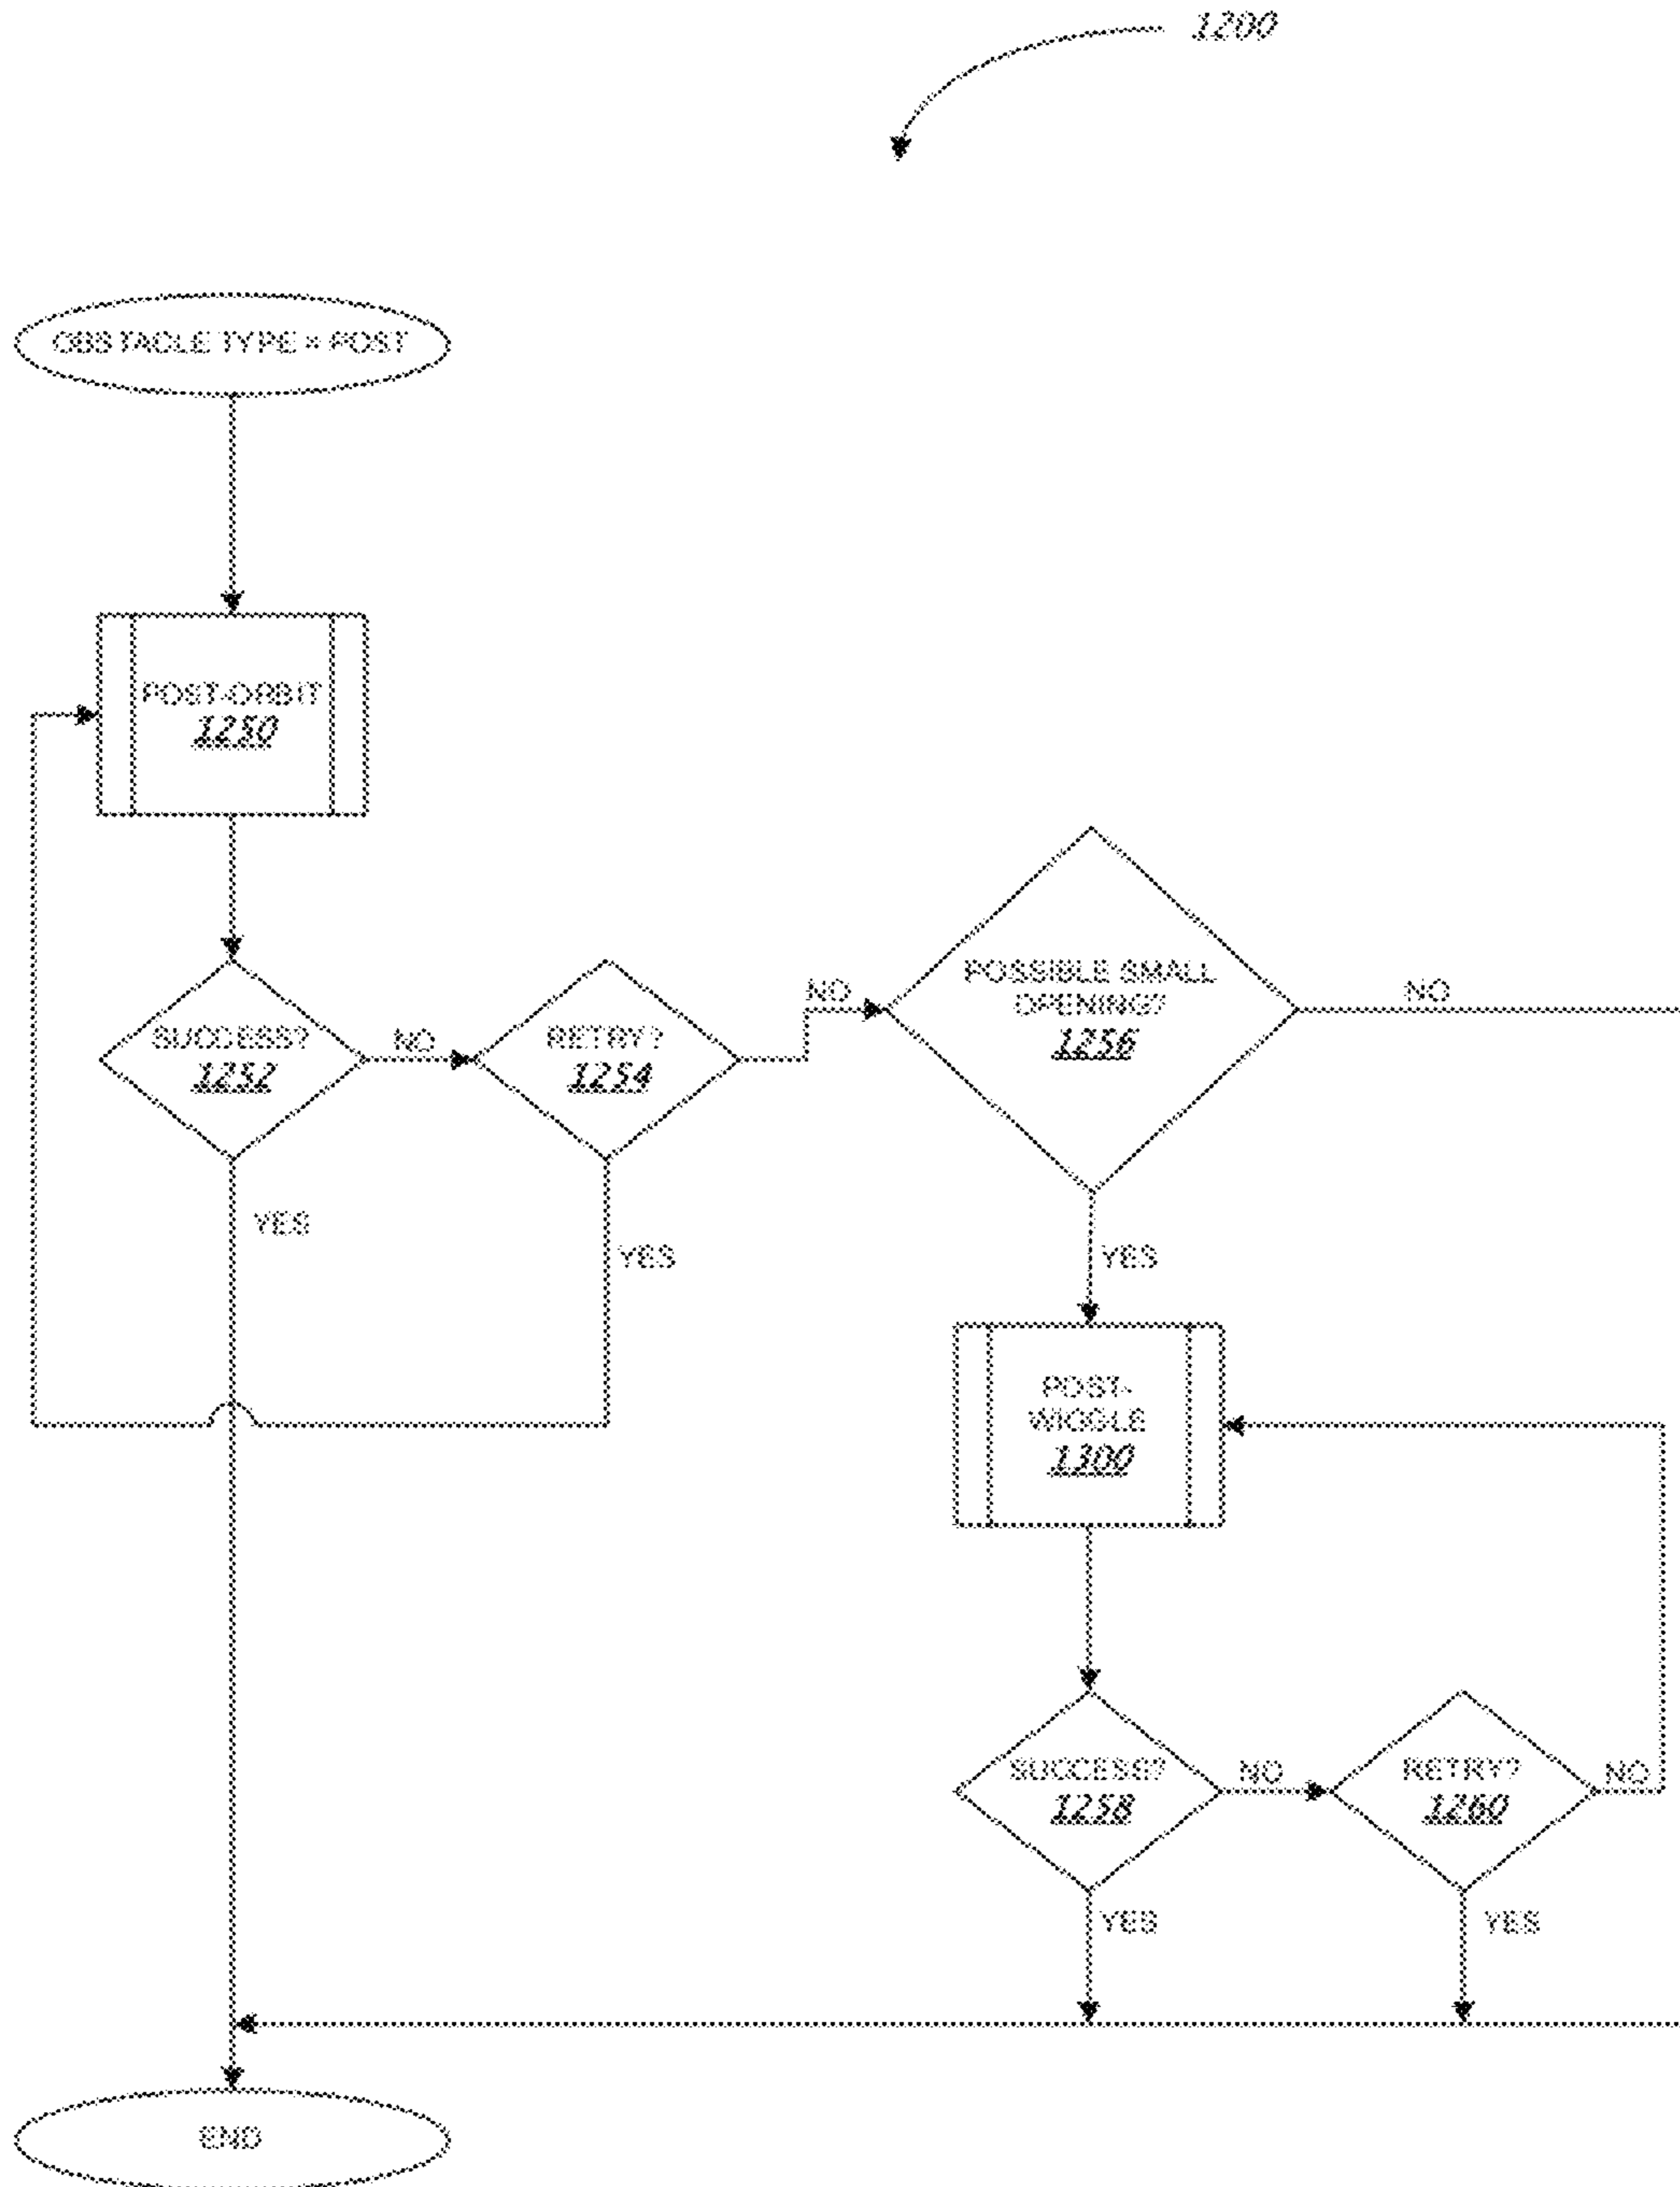 1200
OBSTACLE TYPE = POST
POST-ORBIT
1250
SUCCESS?
1252
NO
RETRY?
1254
NO
POSSIBLE SMALL
OPENING?
1256
NO
YES
YES
YES
POST-
WIGGLE
1300
SUCCESS?
1258
NO
RETRY?
1260
NO
YES
YES
END